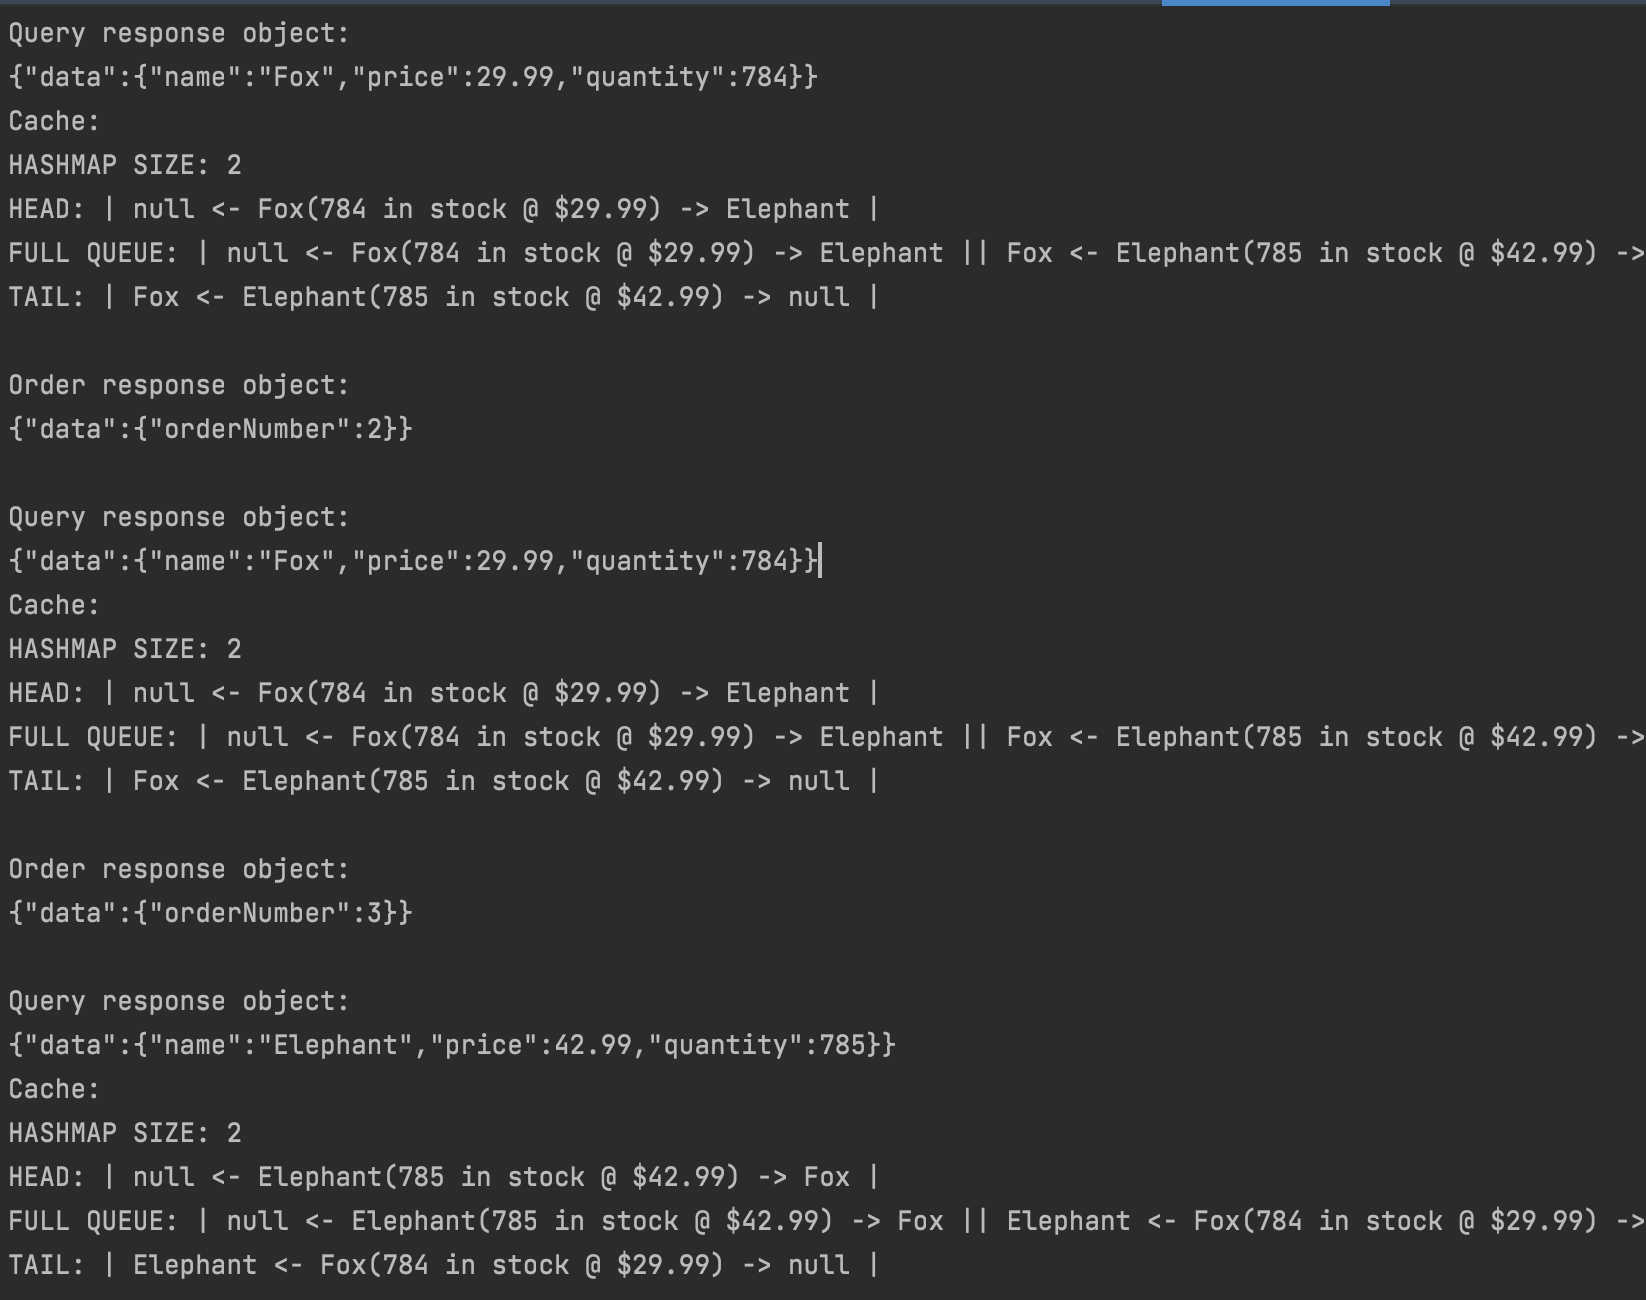 Query response object:
{"data":{"name":"Fox","price":29.99,"quantity":784}}
Cache:
HASHMAP SIZE: 2
HEAD: | null <- Fox(784 in stock @ $29.99) -> Elephant |
FULL QUEUE: | null <- Fox(784 in stock @ $29.99) -> Elephant || Fox <- Elephant(785 in stock @ $42.99) ->
TAIL: | Fox <- Elephant(785 in stock @ $42.99) -> null |
Order response object:
{"data":{"orderNumber":2}}
Query response object:
{"data":{"name":"Fox","price":29.99,"quantity":784}}
Cache:
HASHMAP SIZE: 2
HEAD: | null <- Fox(784 in stock @ $29.99) -> Elephant |
FULL QUEUE: | null <- Fox(784 in stock @ $29.99) -> Elephant || Fox <- Elephant(785 in stock @ $42.99) ->
TAIL: | Fox <- Elephant(785 in stock @ $42.99) -> null |
Order response object:
{"data":{"orderNumber":3}}
Query response object:
{"data":{"name":"Elephant","price":42.99,"quantity":785}}
Cache:
HASHMAP SIZE: 2
HEAD: | null <- Elephant(785 in stock @ $42.99) -> Fox |
FULL QUEUE: | null <- Elephant(785 in stock @ $42.99) -> Fox || Elephant <- Fox(784 in stock @ $29.99) ->
TAIL: | Elephant <- Fox(784 in stock @ $29.99) -> null |